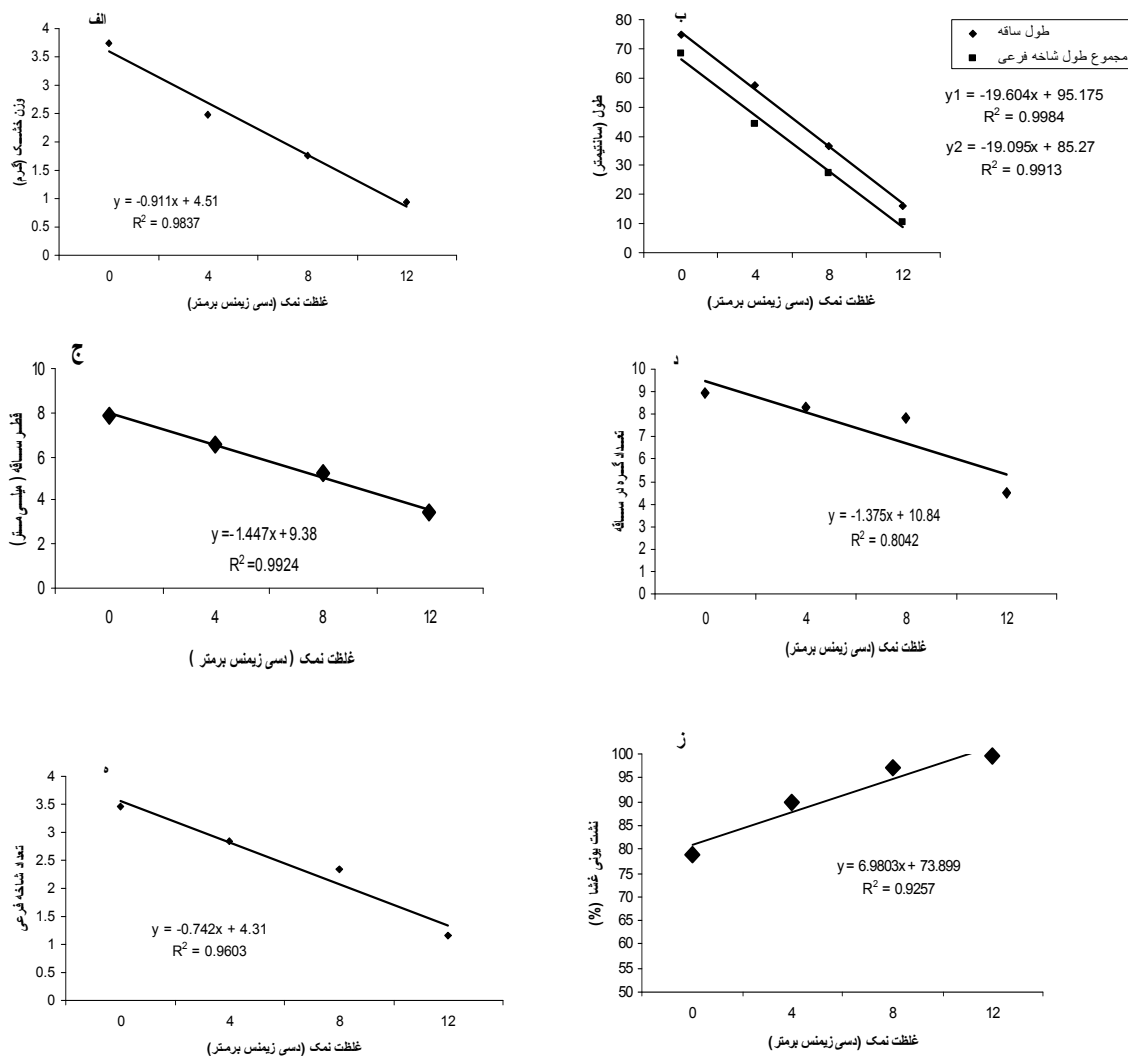 الف
وزن خشک (گرم)
4
3.5
3
2.5
2
1.5
1
0.5
0
y = -0.911x + 4.51
R² = 0.9837
0 4 8 12
غلظت نمک (دسی زیمنس برمتر)
ب
طول (سانتیمتر)
80
70
60
50
40
30
20
10
0
0 4 8 12
غلظت نمک (دسی زیمنس برمتر)
طول ساقه
مجموع طول شاخه فرعی
y1 = -19.604x + 95.175
R² = 0.9984
y2 = -19.095x + 85.27
R² = 0.9913
ج
قطر ساقه (میلی متر)
10
8
6
4
2
0
y =-1.447x + 9.38
R² =0.9924
0 4 8 12
غلظت نمک (دسی زیمنس برمتر )
د
تعداد گره در ساقه
10
9
8
7
6
5
4
3
2
1
0
y = -1.375x + 10.84
R² = 0.8042
0 4 8 12
غلظت نمک (دسی زیمنس برمتر)
ه
تعداد شاخه فرعی
4
3.5
3
2.5
2
1.5
1
0.5
0
y = -0.742x + 4.31
R² = 0.9603
0 4 8 12
غلظت نمک (دسی زیمنس برمتر)
ز
نشت یونی غشا (%)
100
95
90
85
80
75
70
65
60
55
50
y = 6.9803x + 73.899
R² = 0.9257
0 4 8 12
غلظت نمک (دسی زیمنس برمتر)